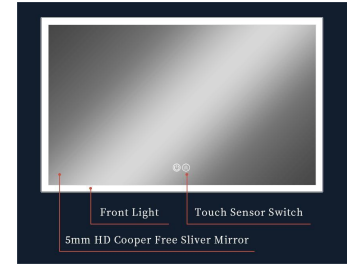 Front Light
Touch Sensor Switch
5mm HD Cooper Free Sliver Mirror